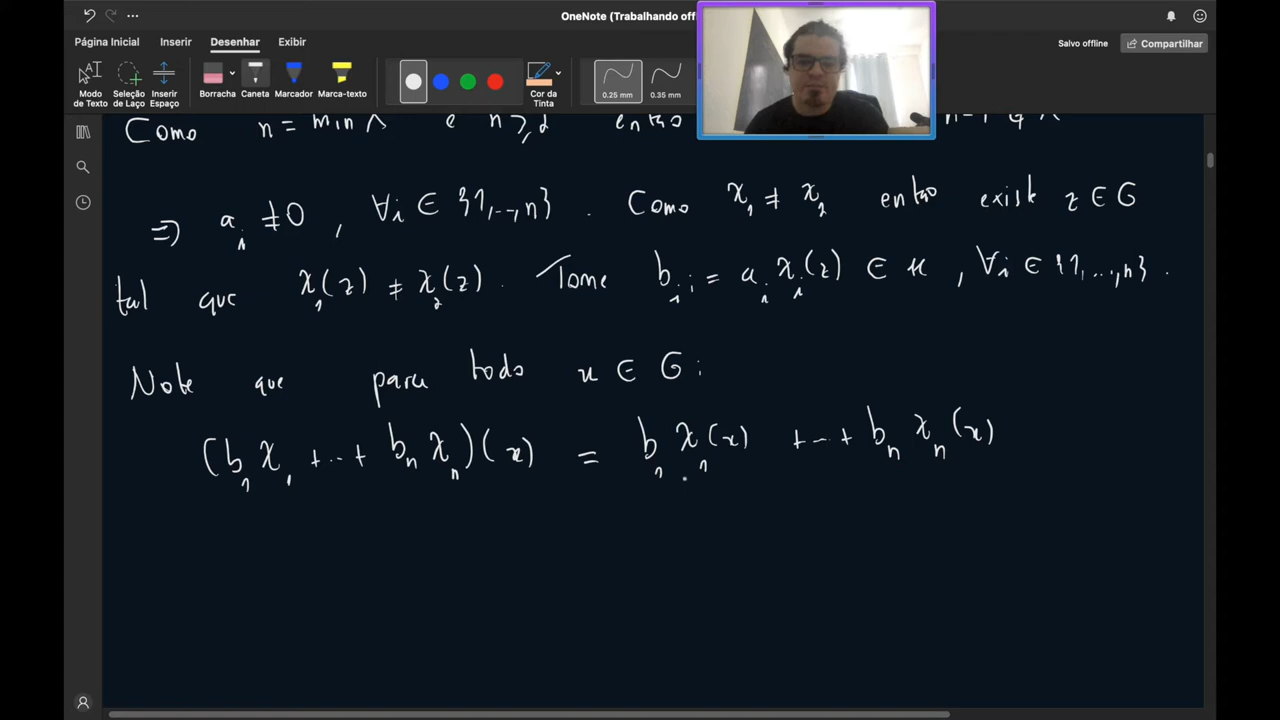 OneNote (Trabalhando off
Página Inicial Inserir Desenhar Exibir
Salvo offline Compartilhar
Modo de Texto Seleção de Laço Inserir Espaço Borracha Caneta Marcador Marca-texto Cor da Tinta 0.25 mm 0.35 mm
Como n = min Λ e n ≥ 2 então n-1 ∉ Λ
⇒ a_i ≠ 0 , ∀i ∈ {1,...,n} . Como χ_1 ≠ χ_2 então existe z ∈ G
tal que χ_1(z) ≠ χ_2(z) . Tome b_i := a_i χ_i(z) ∈ K , ∀i ∈ {1,...,n} .
Note que para todo x ∈ G :
(b_1 χ_1 + ... + b_n χ_n)(x) = b_1 χ_1(x) + ... + b_n χ_n(x)